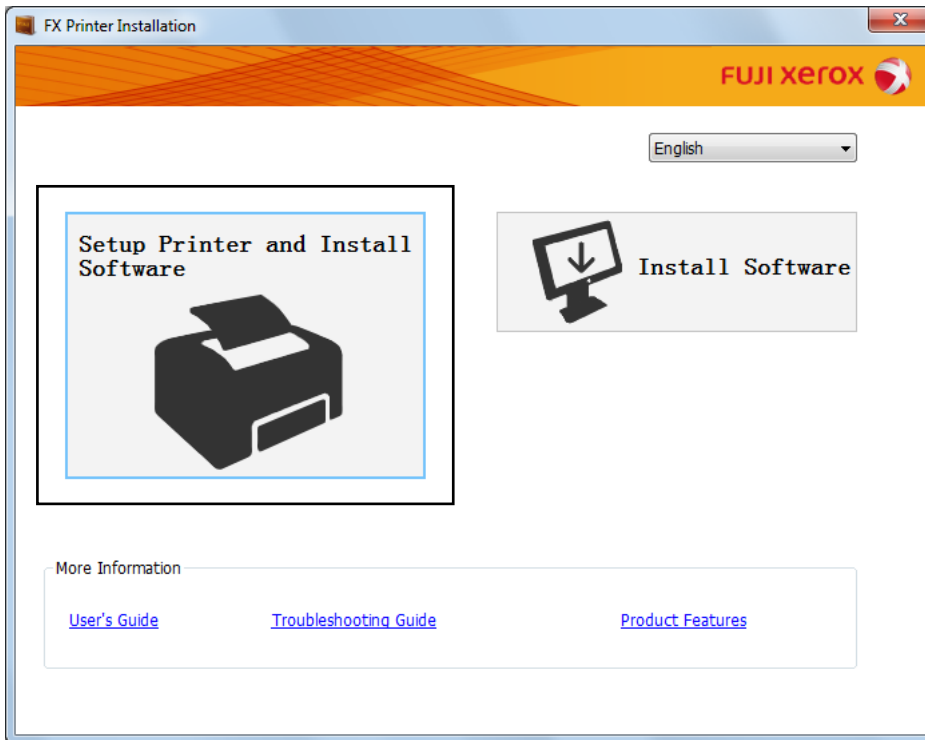 FX Printer Installation
FUJI xerox
English
Setup Printer and Install
Software
Install Software
More Information
User's Guide
Troubleshooting Guide
Product Features